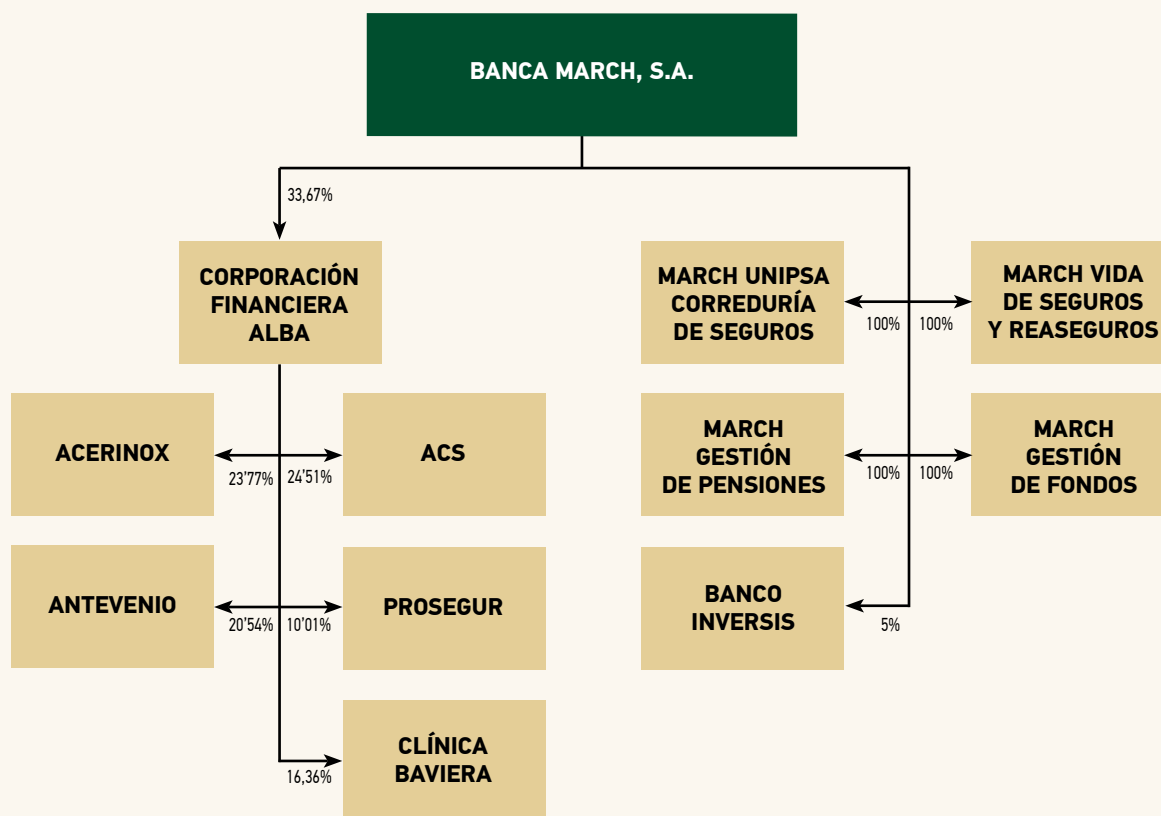 BANCA MARCH, S.A.
33,67%
CORPORACIÓN
FINANCIERA
ALBA
ACERINOX
23'77%
24'51%
ACS
ANTEVENIO
20'54%
10'01%
PROSEGUR
16,36%
CLÍNICA
BAVIERA
MARCH UNIPSA
CORREDURÍA
DE SEGUROS
100%
100%
MARCH VIDA
DE SEGUROS
Y REASEGUROS
MARCH
GESTIÓN
DE PENSIONES
100%
100%
MARCH
GESTIÓN
DE FONDOS
BANCO
INVERSIS
5%